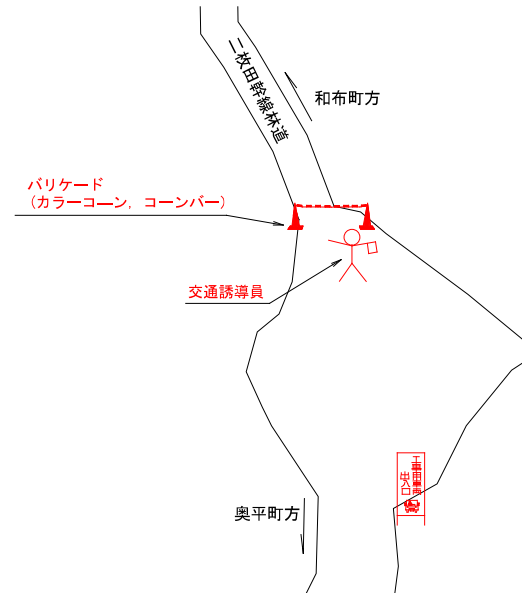 二枚田幹線林道
和布町方
バリケード
（カラーコーン，コーンバー）
交通誘導員
工事用車両
出入口
奥平町方